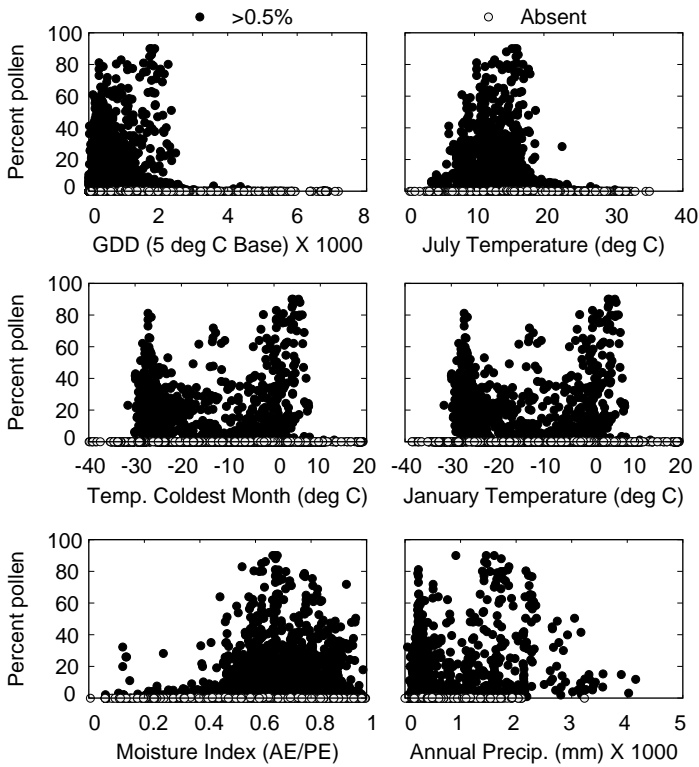 >0.5%
Absent
Percent pollen
100
80
60
40
20
0
0 2 4 6 8
GDD (5 deg C Base) X 1000
0 10 20 30 40
July Temperature (deg C)
Percent pollen
100
80
60
40
20
0
-40 -30 -20 -10 0 10 20
Temp. Coldest Month (deg C)
-40 -30 -20 -10 0 10 20
January Temperature (deg C)
Percent pollen
100
80
60
40
20
0
0 0.2 0.4 0.6 0.8 1
Moisture Index (AE/PE)
0 1 2 3 4 5
Annual Precip. (mm) X 1000